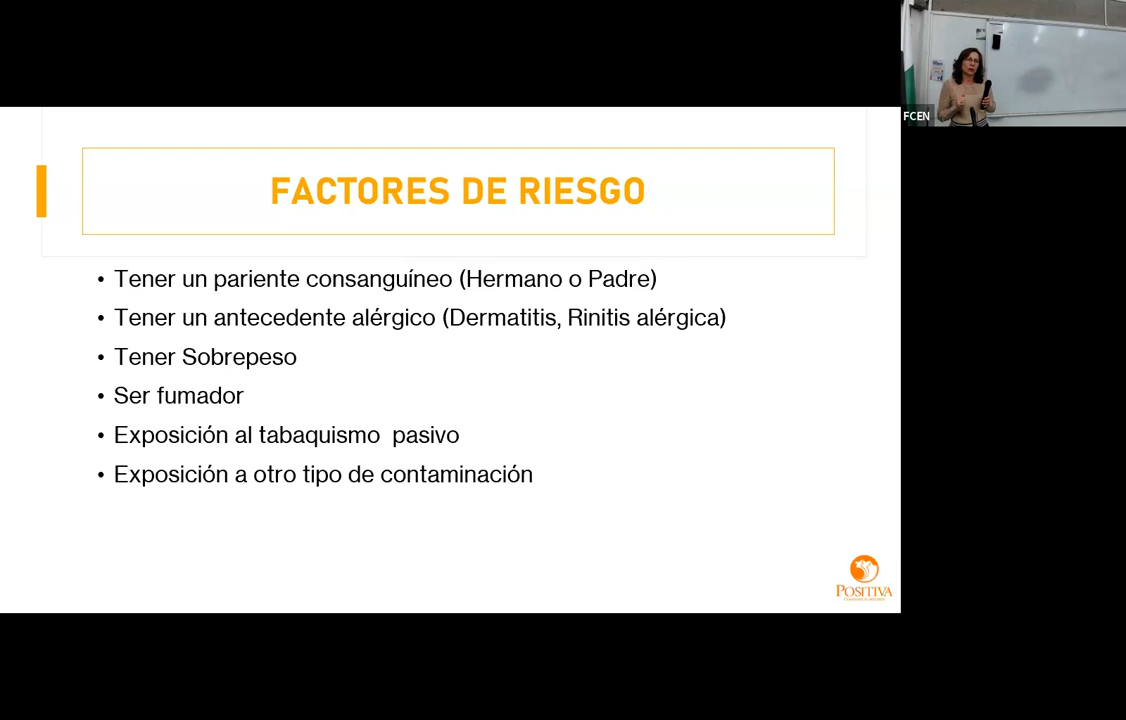 FCEN
FACTORES DE RIESGO
• Tener un pariente consanguíneo (Hermano o Padre)
• Tener un antecedente alérgico (Dermatitis, Rinitis alérgica)
• Tener Sobrepeso
• Ser fumador
• Exposición al tabaquismo  pasivo
• Exposición a otro tipo de contaminación
POSITIVA